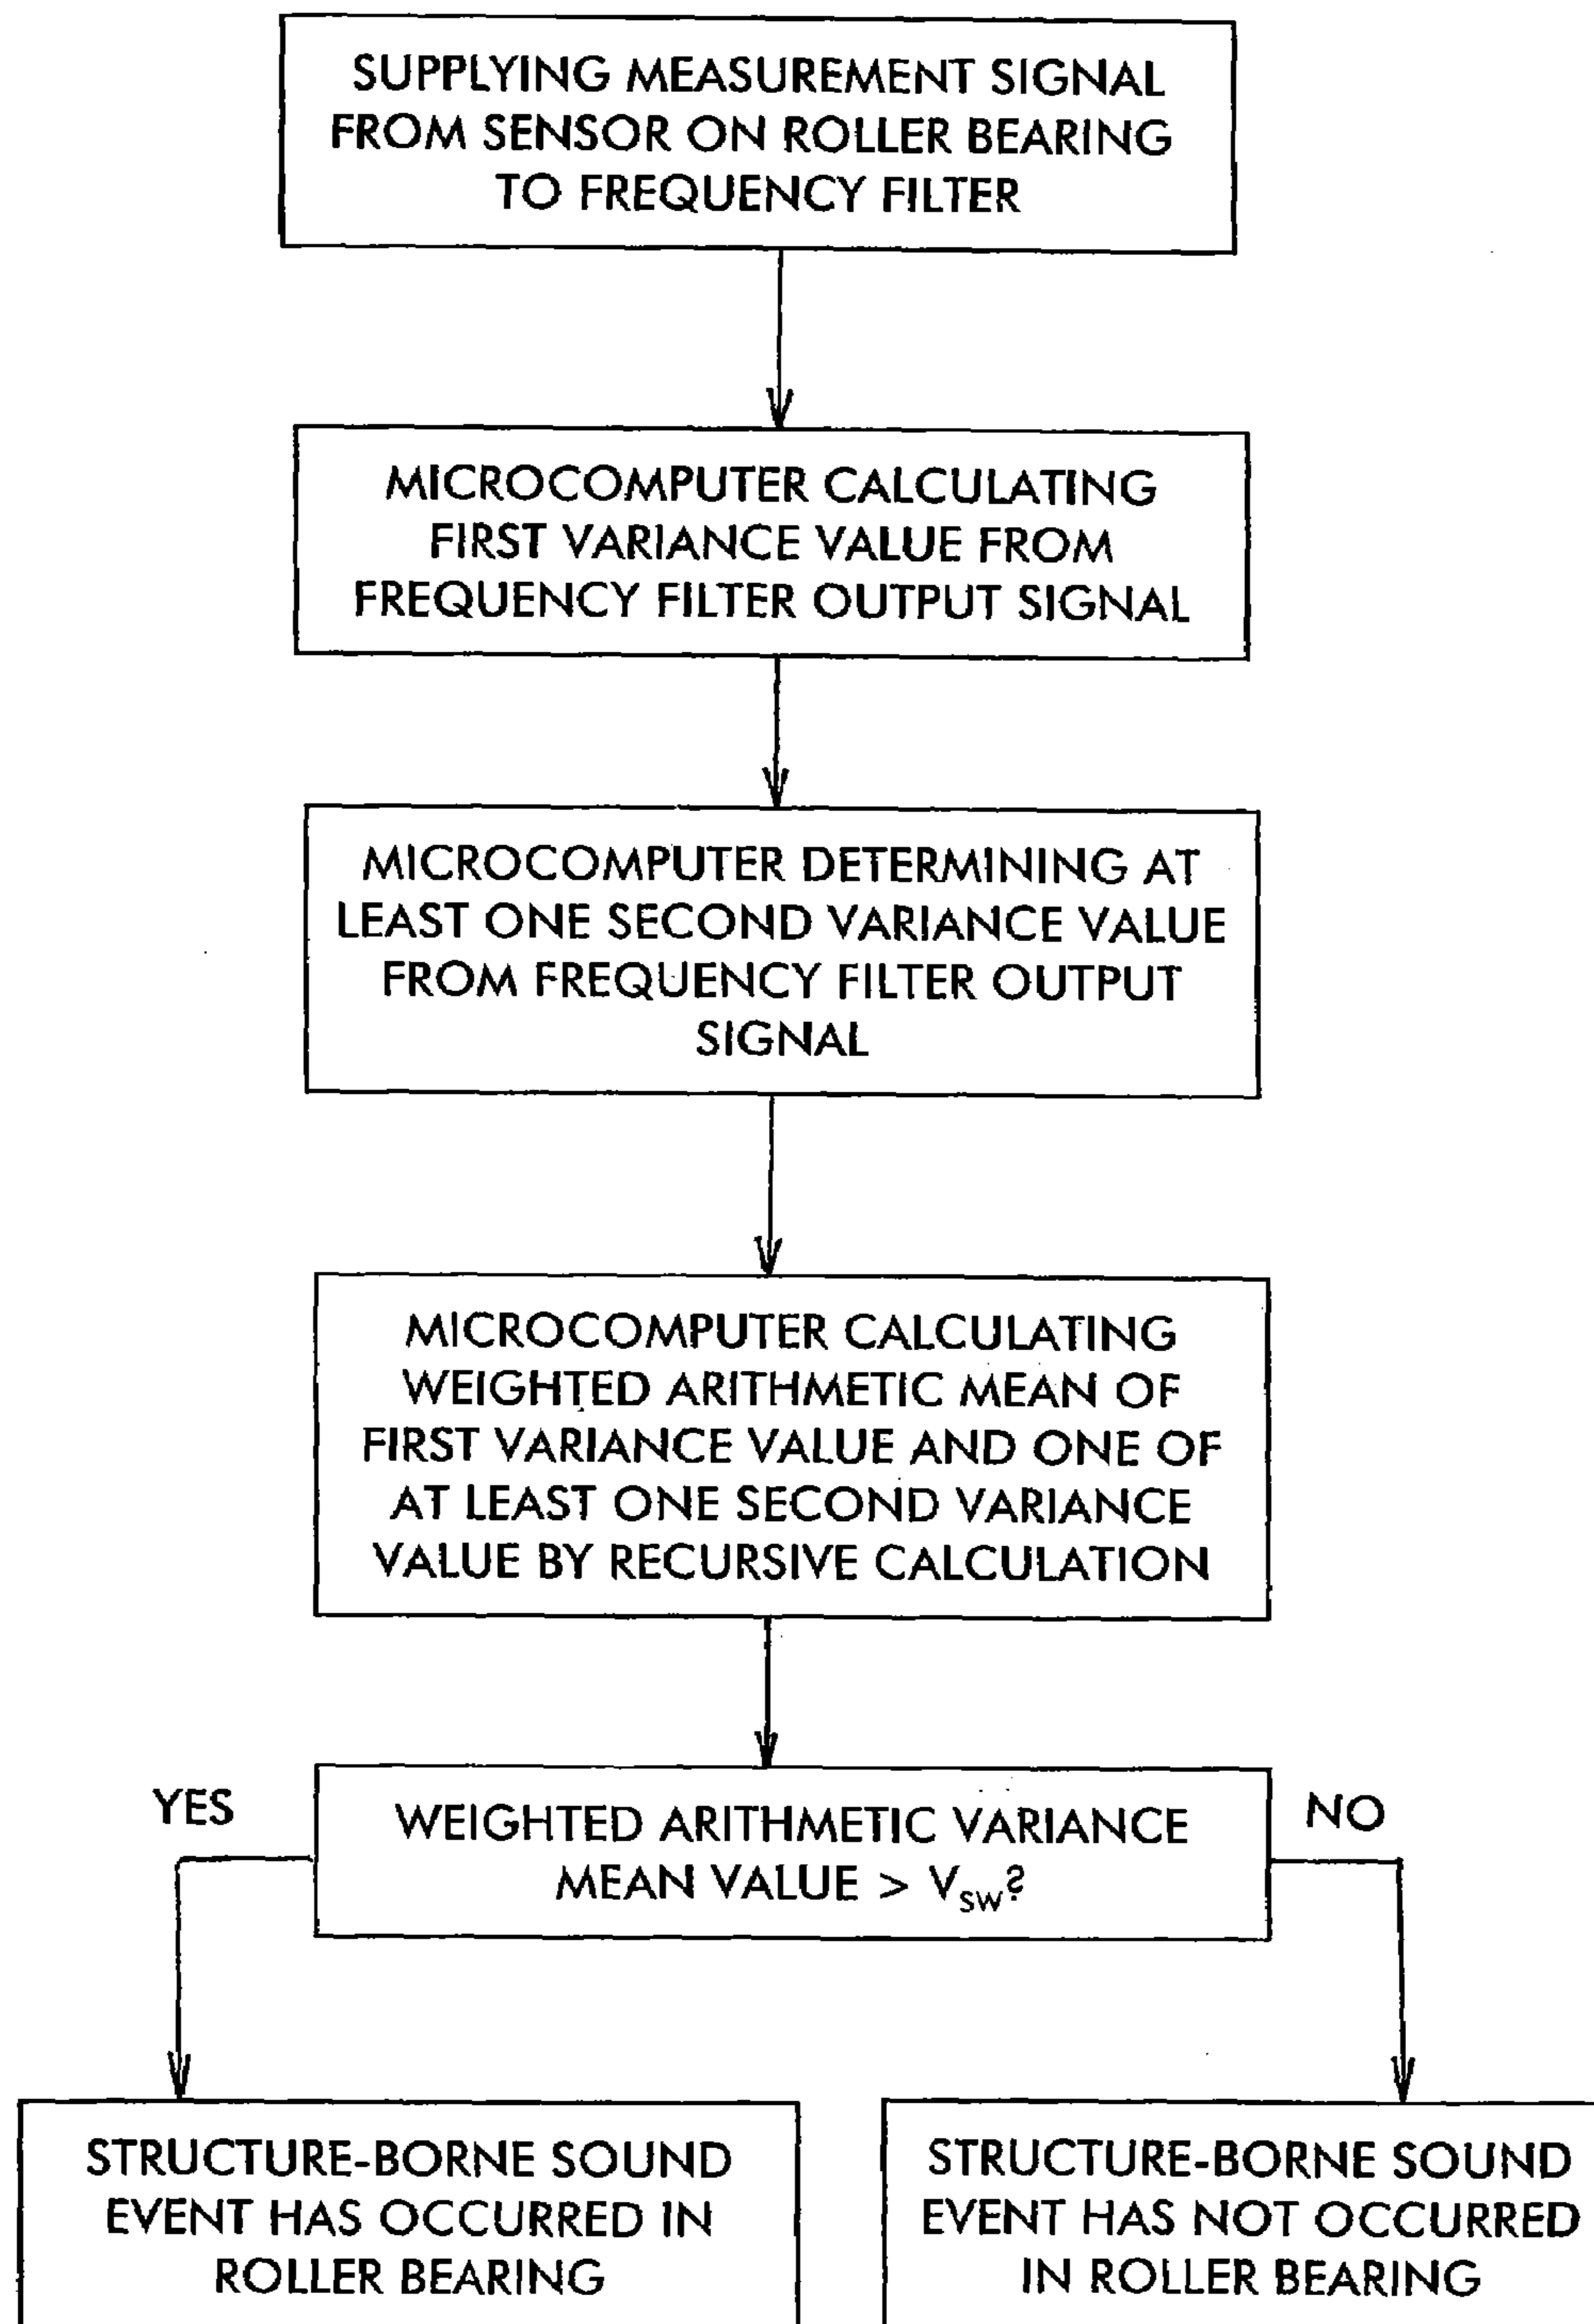 SUPPLYING MEASUREMENT SIGNAL
FROM SENSOR ON ROLLER BEARING
TO FREQUENCY FILTER
MICROCOMPUTER CALCULATING
FIRST VARIANCE VALUE FROM
FREQUENCY FILTER OUTPUT SIGNAL
MICROCOMPUTER DETERMINING AT
LEAST ONE SECOND VARIANCE VALUE
FROM FREQUENCY FILTER OUTPUT
SIGNAL
MICROCOMPUTER CALCULATING
WEIGHTED ARITHMETIC MEAN OF
FIRST VARIANCE VALUE AND ONE OF
AT LEAST ONE SECOND VARIANCE
VALUE BY RECURSIVE CALCULATION
YES
WEIGHTED ARITHMETIC VARIANCE
MEAN VALUE > VSW?
NO
STRUCTURE-BORNE SOUND
EVENT HAS OCCURRED IN
ROLLER BEARING
STRUCTURE-BORNE SOUND
EVENT HAS NOT OCCURRED
IN ROLLER BEARING